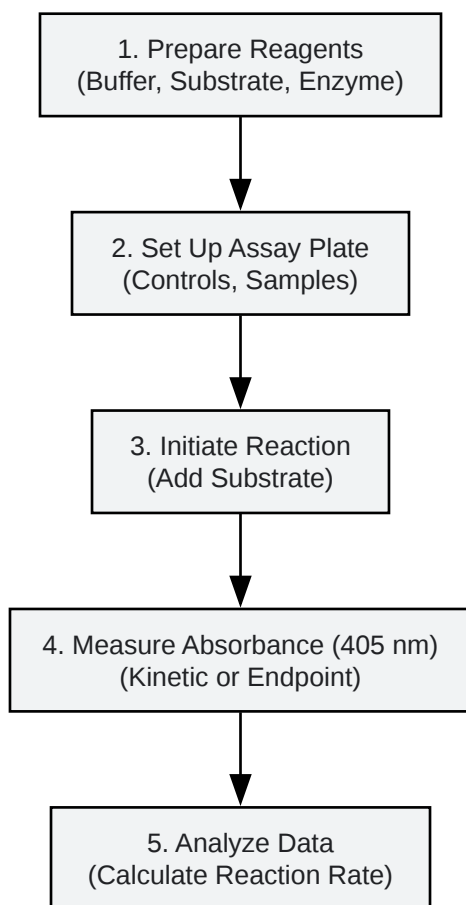 1. Prepare Reagents
(Buffer, Substrate, Enzyme)
2. Set Up Assay Plate
(Controls, Samples)
3. Initiate Reaction
(Add Substrate)
4. Measure Absorbance (405 nm)
(Kinetic or Endpoint)
5. Analyze Data
(Calculate Reaction Rate)